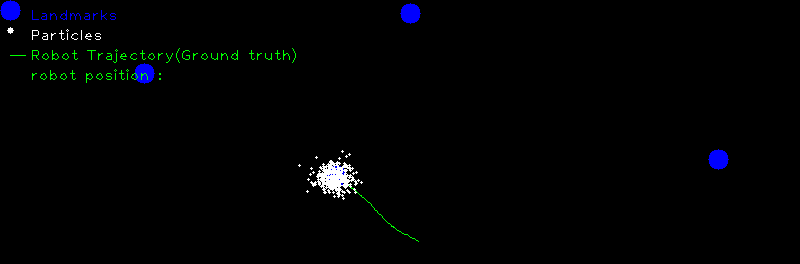 Landmarks
Particles
Robot Trajectory(Ground truth)
robot position :